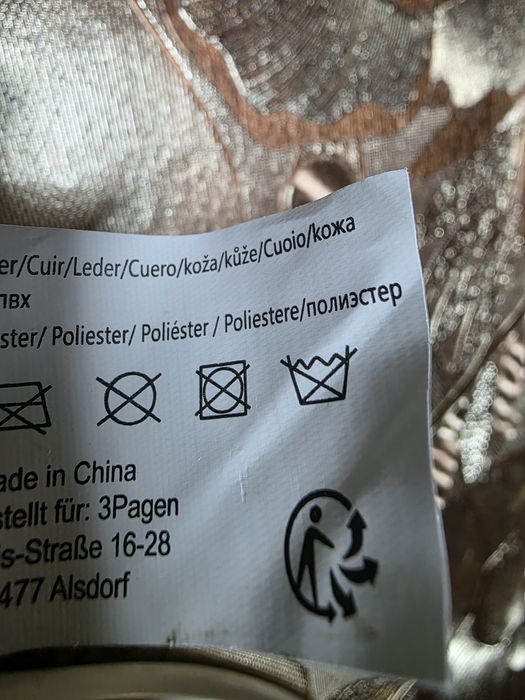 er/Cuir/Leder/Cuero/koža/kůže/Cuoio/кожа
ПВХ
ster/ Poliester/ Poliéster / Poliestere/полиэстер
ade in China
stellt für: 3Pagen
is-Straße 16-28
477 Alsdorf